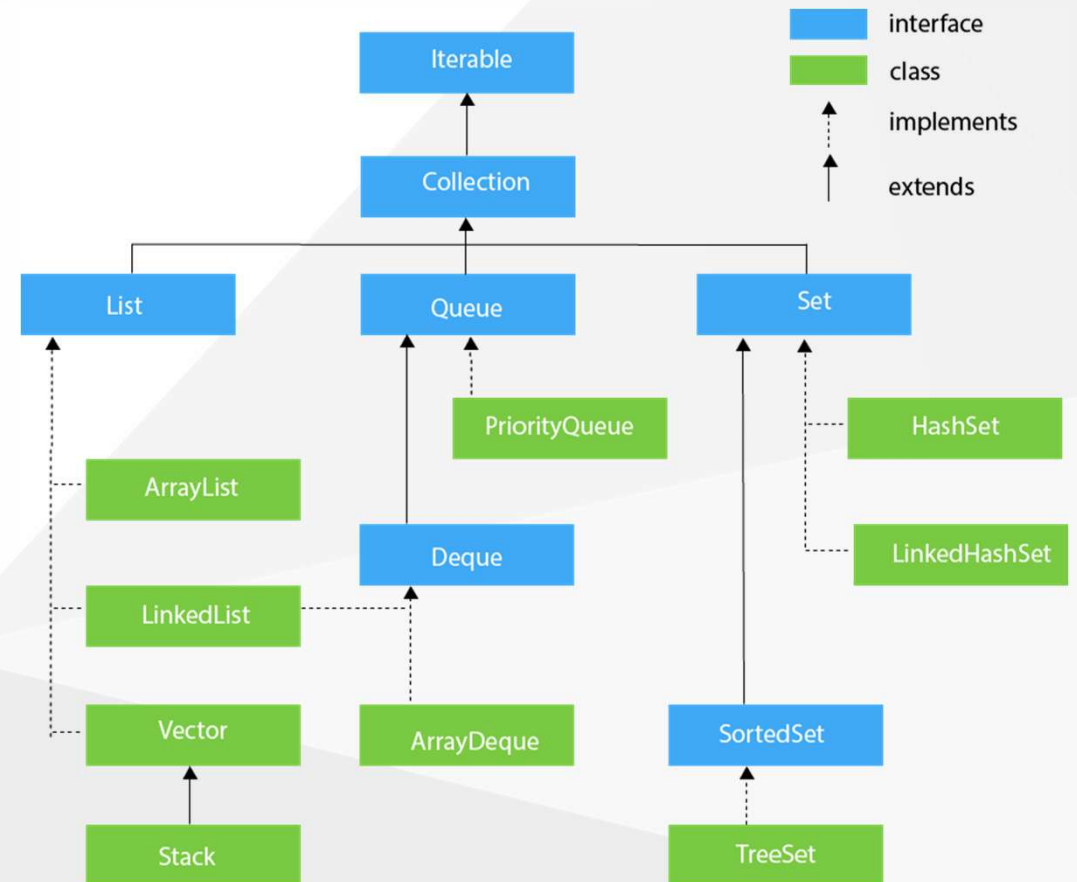 interface
Iterable
class
implements
Collection
extends
List
Queue
Set
PriorityQueue
HashSet
ArrayList
Deque
LinkedHashSet
LinkedList
Vector
ArrayDeque
SortedSet
Stack
TreeSet